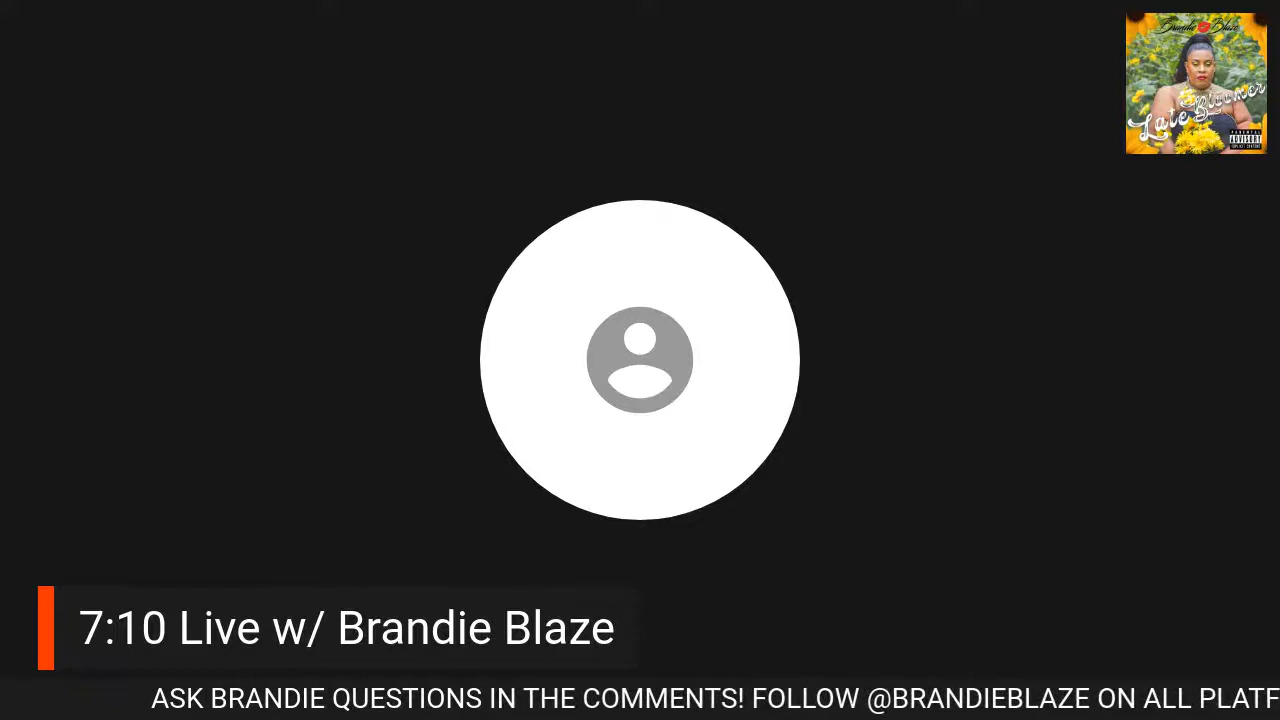 Brandie Blaze
Late Bloomer
PARENTAL
ADVISORY
EXPLICIT CONTENT
7:10 Live w/ Brandie Blaze
ASK BRANDIE QUESTIONS IN THE COMMENTS! FOLLOW @BRANDIEBLAZE ON ALL PLATF